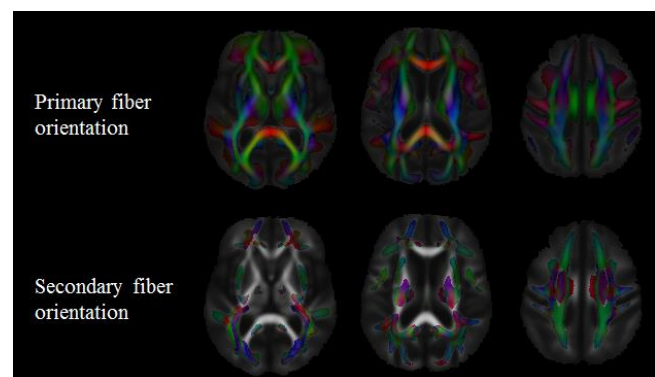 Primary fiber
orientation
Secondary fiber
orientation